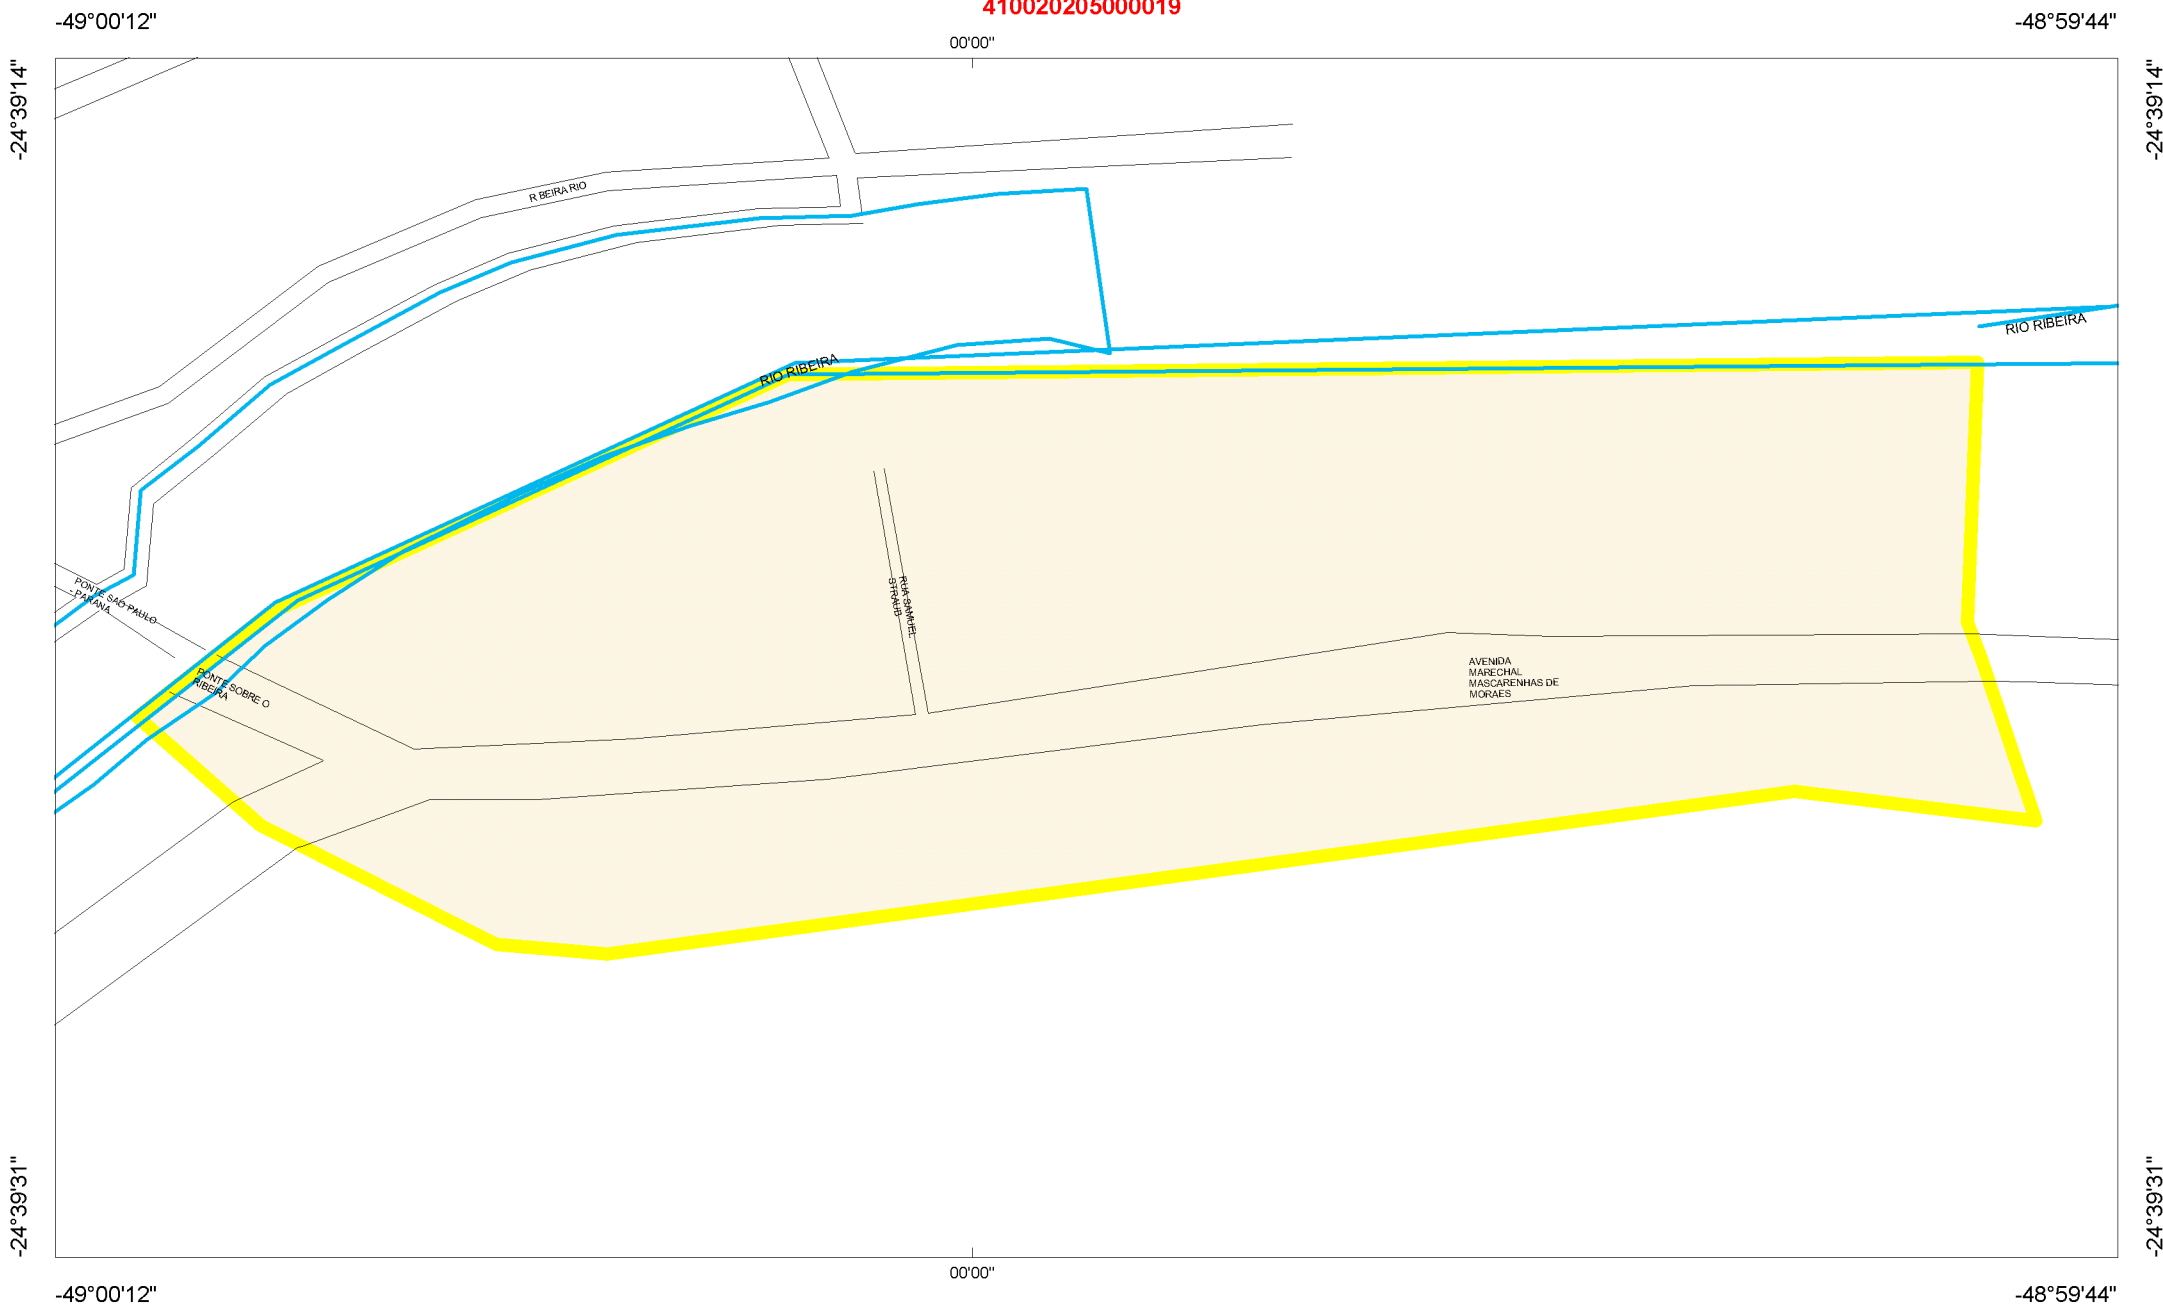 410020205000019
-49°00'12"
-48°59'44"
00'00"
-24°39'14"
-24°39'14"
R BEIRA RIO
RIO RIBEIRA
RIO RIBEIRA
PONTE SAO PAULO
- PARANA
RUA SAMUEL
STRAUB
PONTE SOBRE O
RIBEIRA
AVENIDA
MARECHAL
MASCARENHAS DE
MORAES
-24°39'31"
-24°39'31"
00'00"
-49°00'12"
-48°59'44"